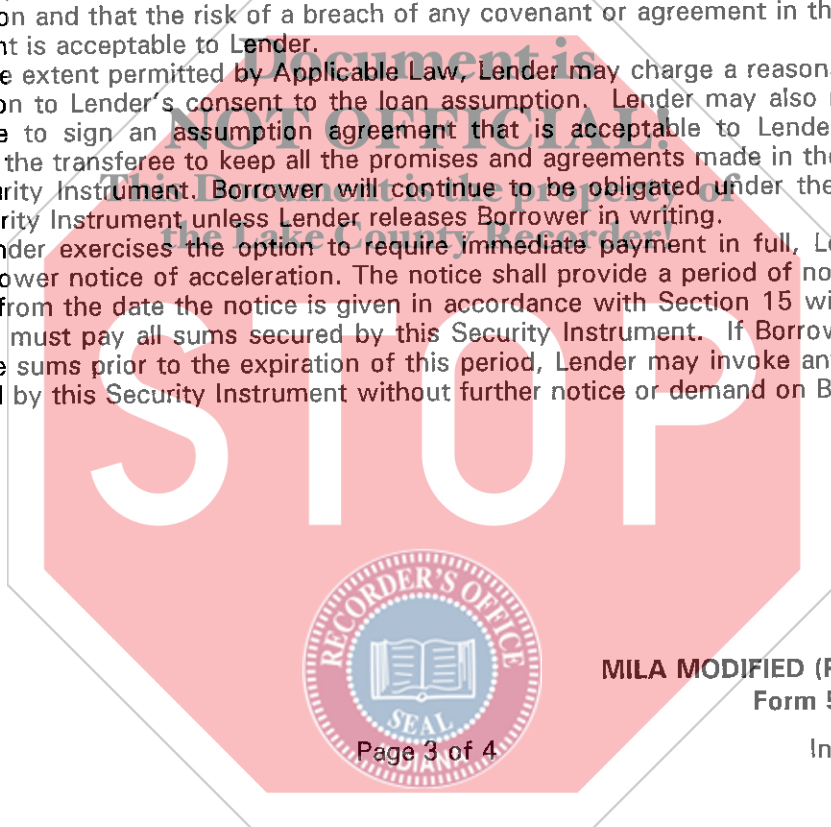 on and that the risk of a breach of any covenant or agreement in th
nt is acceptable to Lender.
Document is
e extent permitted by Applicable Law, Lender may charge a reason
on to Lender's consent to the loan assumption. Lender may also
NOT OFFICIAL!
e to sign an assumption agreement that is acceptable to Lende
the transferee to keep all the promises and agreements made in the
This Document is the property of
urity Instrument. Borrower will continue to be obligated under the
rity Instrument unless Lender releases Borrower in writing.
the Lake County Recorder!
nder exercises the option to require immediate payment in full, Le
ower notice of acceleration. The notice shall provide a period of no
from the date the notice is given in accordance with Section 15 wi
must pay all sums secured by this Security Instrument. If Borrow
e sums prior to the expiration of this period, Lender may invoke an
d by this Security Instrument without further notice or demand on B
STOP
RECORDER'S OFFICE
SEAL
INDIANA
MILA MODIFIED (F
Form 5
Page 3 of 4
In